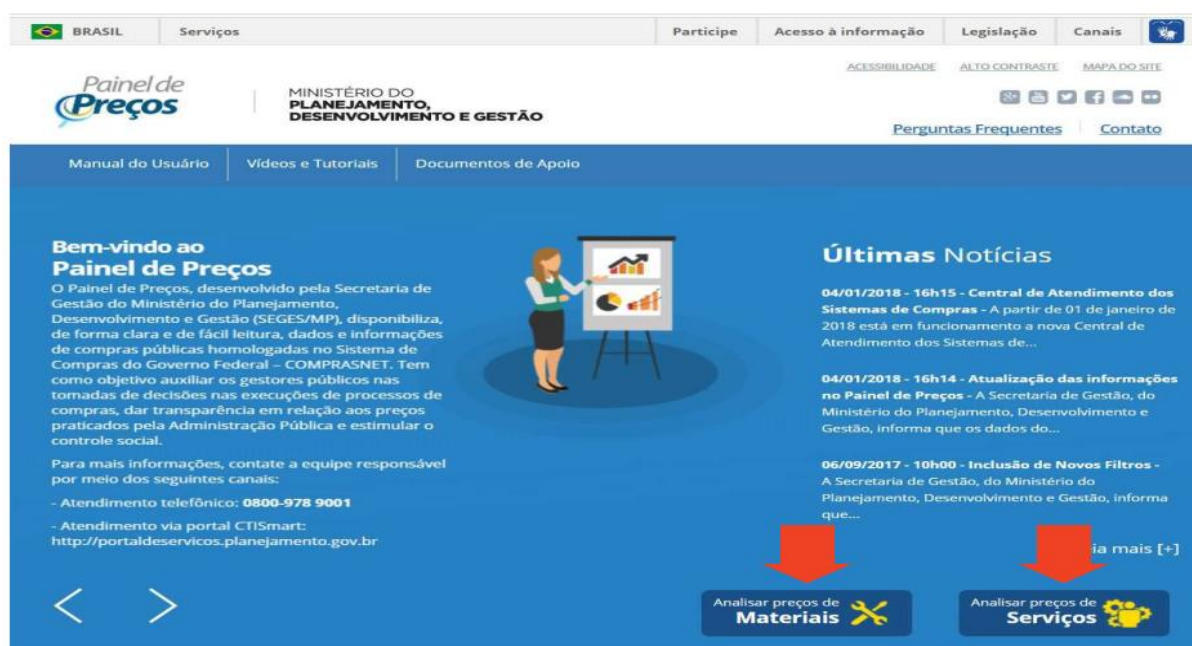 BRASIL
Serviços
Participe
Acesso à informação
Legislação
Canais
ACESSIBILIDADE
ALTO CONTRASTE
MAPA DO SITE
Painel de
Preços
MINISTÉRIO DO
PLANEJAMENTO,
DESENVOLVIMENTO E GESTÃO
Perguntas Frequentes
Contato
Manual do Usuário
Vídeos e Tutoriais
Documentos de Apoio
Bem-vindo ao
Painel de Preços
O Painel de Preços, desenvolvido pela Secretaria de
Gestão do Ministério do Planejamento,
Desenvolvimento e Gestão (SEGES/MP), disponibiliza,
de forma clara e de fácil leitura, dados e informações
de compras públicas homologadas no Sistema de
Compras do Governo Federal – COMPRASNET. Tem
como objetivo auxiliar os gestores públicos nas
tomadas de decisões nas execuções de processos de
compras, dar transparência em relação aos preços
praticados pela Administração Pública e estimular o
controle social.
Para mais informações, contate a equipe responsável
por meio dos seguintes canais:
- Atendimento telefônico: 0800-978 9001
- Atendimento via portal CTISmart:
http://portaldeservicos.planejamento.gov.br
Últimas Notícias
04/01/2018 - 16h15 - Central de Atendimento dos
Sistemas de Compras - A partir de 01 de janeiro de
2018 está em funcionamento a nova Central de
Atendimento dos Sistemas de...
04/01/2018 - 16h14 - Atualização das informações
no Painel de Preços - A Secretaria de Gestão, do
Ministério do Planejamento, Desenvolvimento e
Gestão, informa que os dados do...
06/09/2017 - 10h00 - Inclusão de Novos Filtros -
A Secretaria de Gestão, do Ministério do
Planejamento, Desenvolvimento e Gestão, informa
que...
ia mais [+]
Analisar preços de
Materiais
Analisar preços de
Serviços